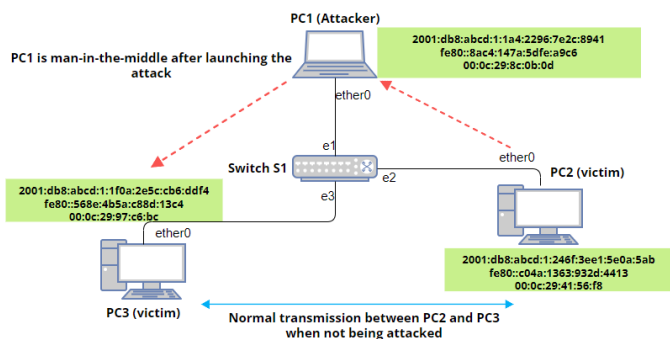 PC1 (Attacker)
2001:db8:abcd:1:1a4:2296:7e2c:8941
fe80::8ac4:147a:5dfe:a9c6
00:0c:29:8c:0b:0d
PC1 is man-in-the-middle after launching the
attack
ether0
e1
ether0
Switch S1
e2
e3
2001:db8:abcd:1:1f0a:2e5c:cb6:ddf4
fe80::568e:4b5a:c88d:13c4
00:0c:29:97:c6:bc
PC2 (victim)
ether0
2001:db8:abcd:1:246f:3ee1:5e0a:5ab
fe80::c04a:1363:932d:4413
00:0c:29:41:56:f8
PC3 (victim)
Normal transmission between PC2 and PC3
when not being attacked